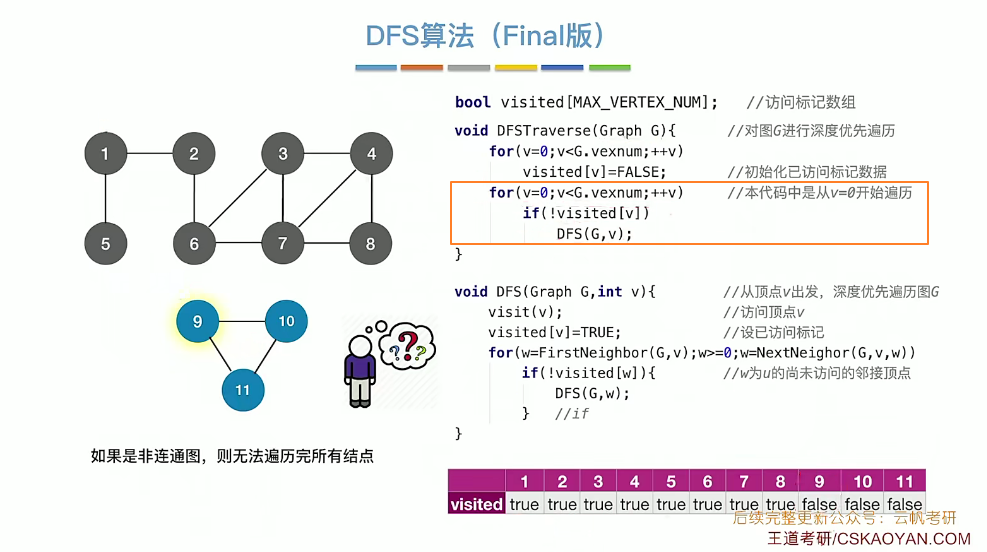 DFS算法（Final版）
bool visited[MAX_VERTEX_NUM]; //访问标记数组
void DFSTraverse(Graph G){ //对图G进行深度优先遍历
for(v=0;v<G.vexnum;++v)
visited[v]=FALSE; //初始化已访问标记数据
for(v=0;v<G.vexnum;++v) //本代码中是从v=0开始遍历
if(!visited[v])
DFS(G,v);
}
void DFS(Graph G,int v){ //从顶点v出发，深度优先遍历图G
visit(v); //访问顶点v
visited[v]=TRUE; //设已访问标记
for(w=FirstNeighbor(G,v);w>=0;w=NextNeighor(G,v,w))
if(!visited[w]){ //w为u的尚未访问的邻接顶点
DFS(G,w);
} //if
}
1 2 3 4
5 6 7 8
9 10
11
???
如果是非连通图，则无法遍历完所有结点
1 2 3 4 5 6 7 8 9 10 11
visited true true true true true true true true false false false
后续完整更新公众号：云帆考研
王道考研/CSKAOYAN.COM